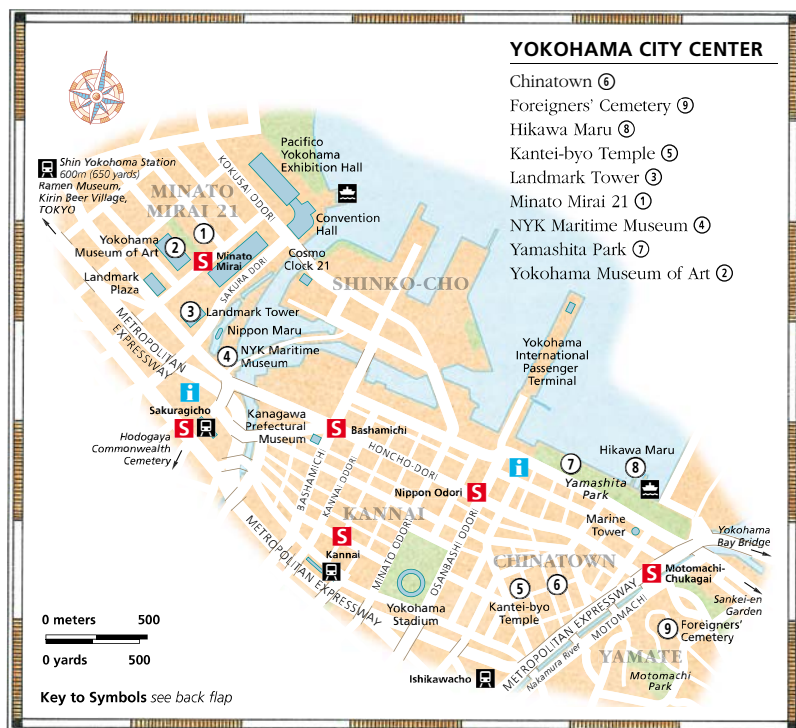 YOKOHAMA CITY CENTER
Chinatown ⑥
Foreigners' Cemetery ⑨
Hikawa Maru ⑧
Kantei-byo Temple ⑤
Landmark Tower ③
Minato Mirai 21 ①
NYK Maritime Museum ④
Yamashita Park ⑦
Yokohama Museum of Art ②
Shin Yokohoma Station
600m (650 yards)
Ramen Museum,
Kirin Beer Village,
TOKYO
MINATO
MIRAI 21
KOKUSAI ODORI
Pacifico
Yokohama
Exhibition Hall
Convention
Hall
①
Yokohama
Museum of Art
②
S
Minato
Mirai
Cosmo
Clock 21
SAKURA DORI
SHINKO-CHO
Landmark
Plaza
③
Landmark Tower
Nippon Maru
④
NYK Maritime
Museum
METROPOLITAN
EXPRESSWAY
Yokohama
International
Passenger
Terminal
i
Sakuragicho
S
Hodogaya
Commonwealth
Cemetery
Kanagawa
Prefectural
Museum
S
Bashamichi
HONCHO-DORI
BASHAMICHI
KANNAI ODORI
Nippon Odori
S
i
⑦
Yamashita
Park
Hikawa Maru
⑧
Marine
Tower
KANNAI
S
Kannai
METROPOLITAN EXPRESSWAY
MINATO ODORI
OSANBASHI ODORI
Yokohama
Stadium
CHINATOWN
⑤
⑥
Kantei-byo
Temple
Yokohama
Bay Bridge
S
Motomachi-
Chukagai
Sankei-en
Garden
METROPOLITAN EXPRESSWAY
MOTOMACHI
Nakamura River
⑨
Foreigners'
Cemetery
YAMATE
Motomachi
Park
Ishikawacho
0 meters 500
0 yards 500
Key to Symbols see back flap